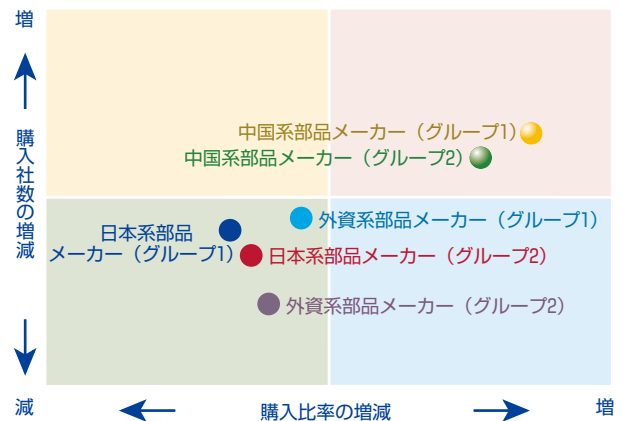 増
購入社数の増減
減
中国系部品メーカー（グループ1）
中国系部品メーカー（グループ2）
外資系部品メーカー（グループ1）
日本系部品
メーカー（グループ1）
日本系部品メーカー（グループ2）
外資系部品メーカー（グループ2）
購入比率の増減
増